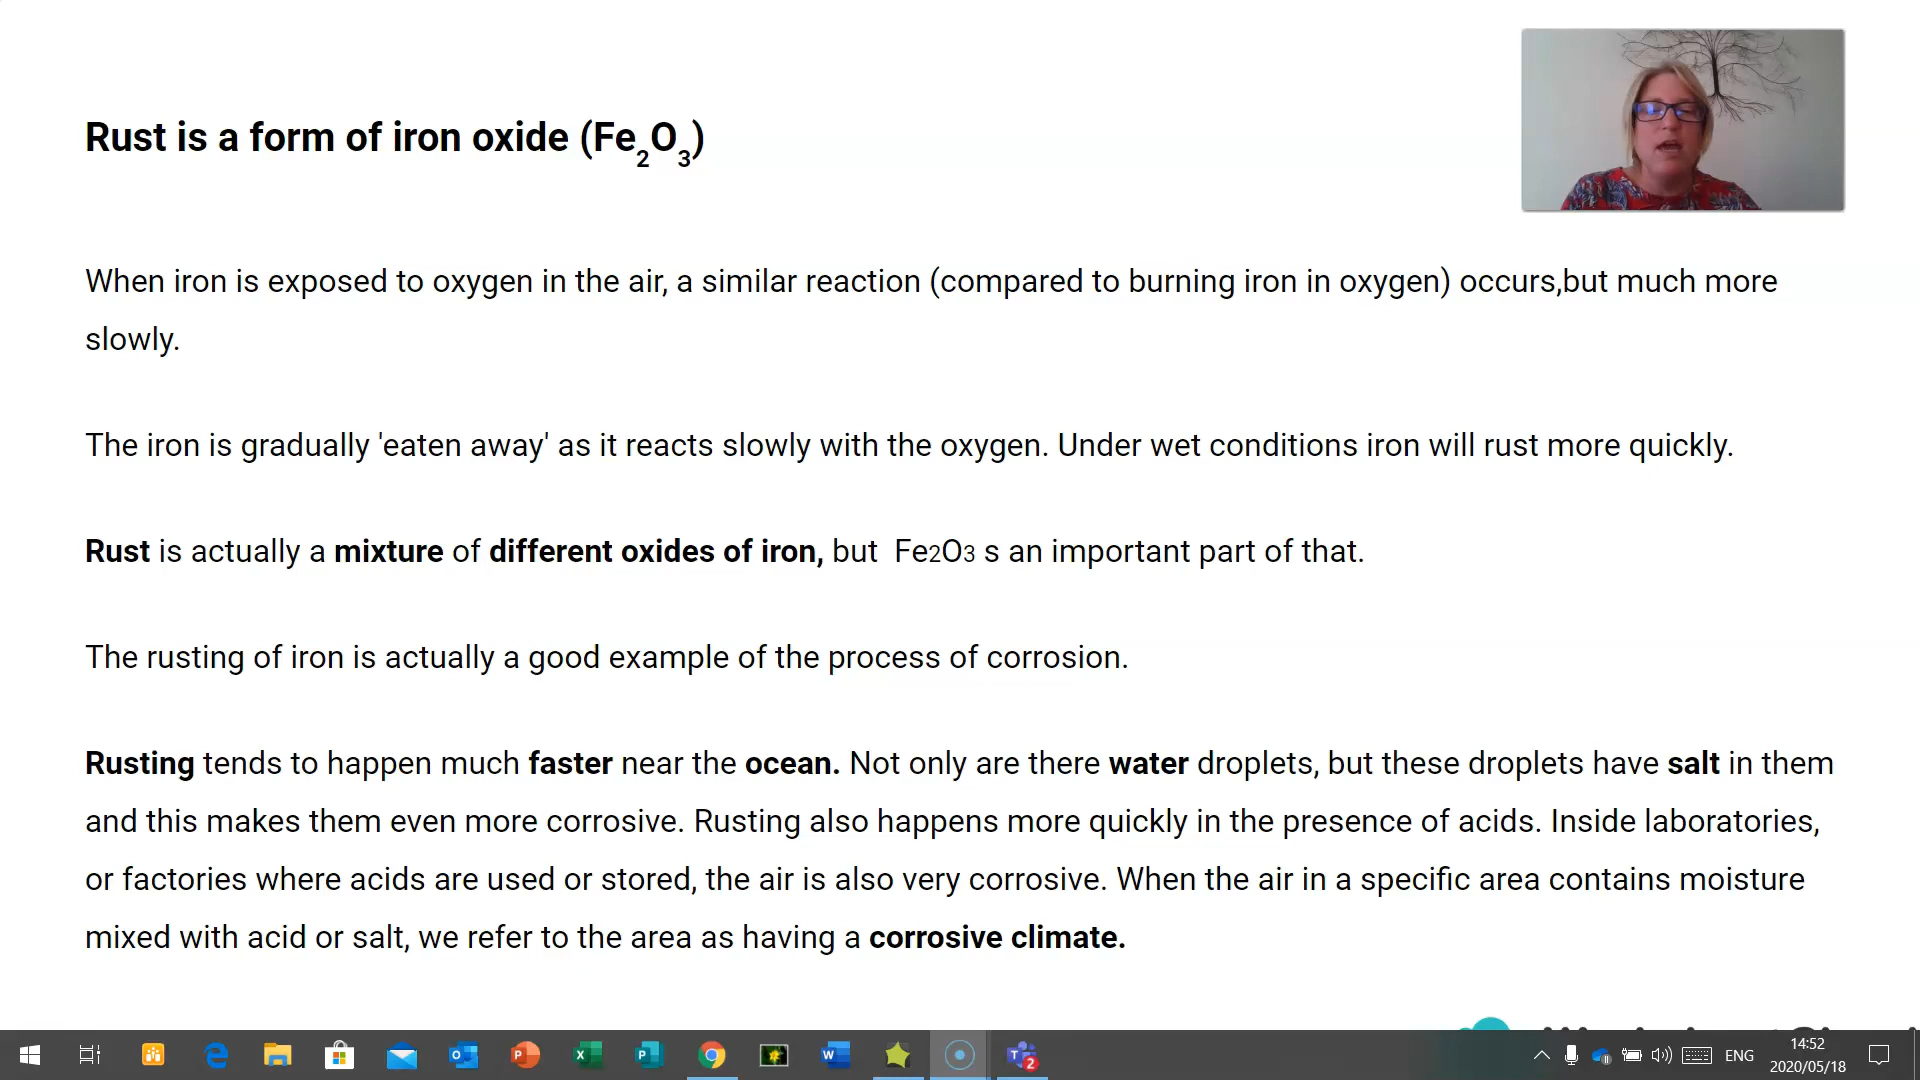 Rust is a form of iron oxide (Fe₂O₃)
When iron is exposed to oxygen in the air, a similar reaction (compared to burning iron in oxygen) occurs,but much more
slowly.
The iron is gradually 'eaten away' as it reacts slowly with the oxygen. Under wet conditions iron will rust more quickly.
Rust is actually a mixture of different oxides of iron, but Fe2O3 s an important part of that.
The rusting of iron is actually a good example of the process of corrosion.
Rusting tends to happen much faster near the ocean. Not only are there water droplets, but these droplets have salt in them
and this makes them even more corrosive. Rusting also happens more quickly in the presence of acids. Inside laboratories,
or factories where acids are used or stored, the air is also very corrosive. When the air in a specific area contains moisture
mixed with acid or salt, we refer to the area as having a corrosive climate.
ENG
14:52
2020/05/18